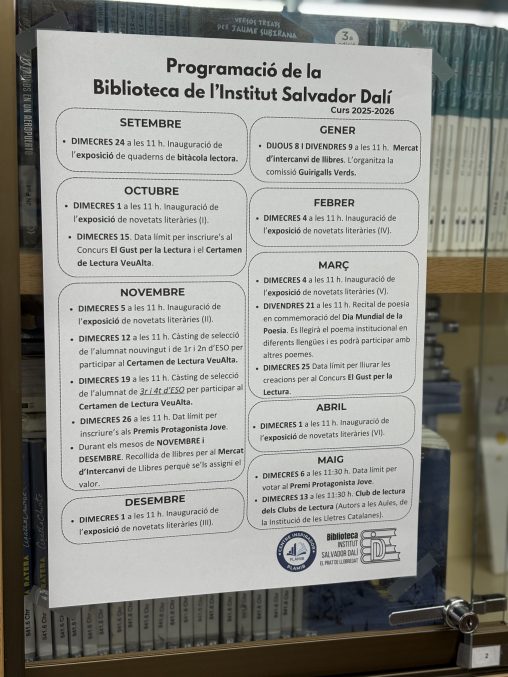 VERSOS TRIATS
PER JAUME SUBIRANA
Programació de la
Biblioteca de l'Institut Salvador Dalí
Curs 2025-2026
SETEMBRE
• DIMECRES 24 a les 11 h. Inauguració de
l'exposició de quaderns de bitàcola lectora.
OCTUBRE
• DIMECRES 1 a les 11 h. Inauguració de
l'exposició de novetats literàries (I).
• DIMECRES 15. Data límit per inscriure's al
Concurs El Gust per la Lectura i el Certamen
de Lectura VeuAlta.
NOVEMBRE
• DIMECRES 5 a les 11 h. Inauguració de
l'exposició de novetats literàries (II).
• DIMECRES 12 a les 11 h. Càsting de selecció
de l'alumnat nouvingut i de 1r i 2n d'ESO per
participar al Certamen de Lectura VeuAlta.
• DIMECRES 19 a les 11 h. Càsting de selecció
de l'alumnat de 3r i 4t d'ESO per participar al
Certamen de Lectura VeuAlta.
• DIMECRES 26 a les 11 h. Dat límit per
inscriure's als Premis Protagonista Jove.
• Durant els mesos de NOVEMBRE i
DESEMBRE. Recollida de llibres per al Mercat
d'Intercanvi de Llibres perquè se'ls assigni el
valor.
DESEMBRE
• DIMECRES 1 a les 11 h. Inauguració de
l'exposició de novetats literàries (III).
GENER
• DIJOUS 8 I DIVENDRES 9 a les 11 h. Mercat
d'intercanvi de llibres. L'organitza la
comissió Guirigalls Verds.
FEBRER
• DIMECRES 4 a les 11 h. Inauguració de
l'exposició de novetats literàries (IV).
MARÇ
• DIMECRES 4 a les 11 h. Inauguració de
l'exposició de novetats literàries (V).
• DIVENDRES 21 a les 11 h. Recital de poesia
en commemoració del Dia Mundial de la
Poesia. Es llegirà el poema institucional en
diferents llengües i es podrà participar amb
altres poemes.
• DIMECRES 25 Data límit per lliurar les
creacions per al Concurs El Gust per la
Lectura.
ABRIL
• DIMECRES 1 a les 11 h. Inauguració de
l'exposició de novetats literàries (VI).
MAIG
• DIMECRES 6 a les 11:30 h. Data límit per
votar al Premi Protagonista Jove.
• DIMECRES 13 a les 11:30 h. Club de lectura
dels Clubs de Lectura (Autors a les Aules, de
la Institució de les Lletres Catalanes).
Biblioteca
INSTITUT
SALVADOR DALÍ
EL PRAT DE LLOBREGAT
2